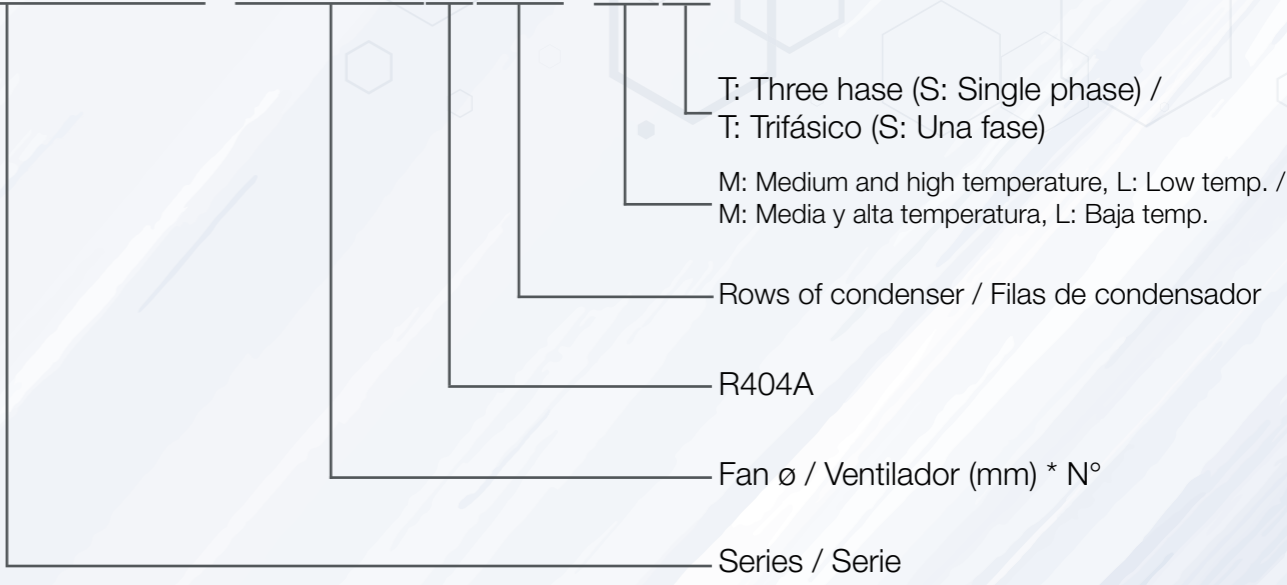 T: Three hase (S: Single phase) /
T: Trifásico (S: Una fase)
M: Medium and high temperature, L: Low temp. /
M: Media y alta temperatura, L: Baja temp.
Rows of condenser / Filas de condensador
R404A
Fan ø / Ventilador (mm) * N°
Series / Serie